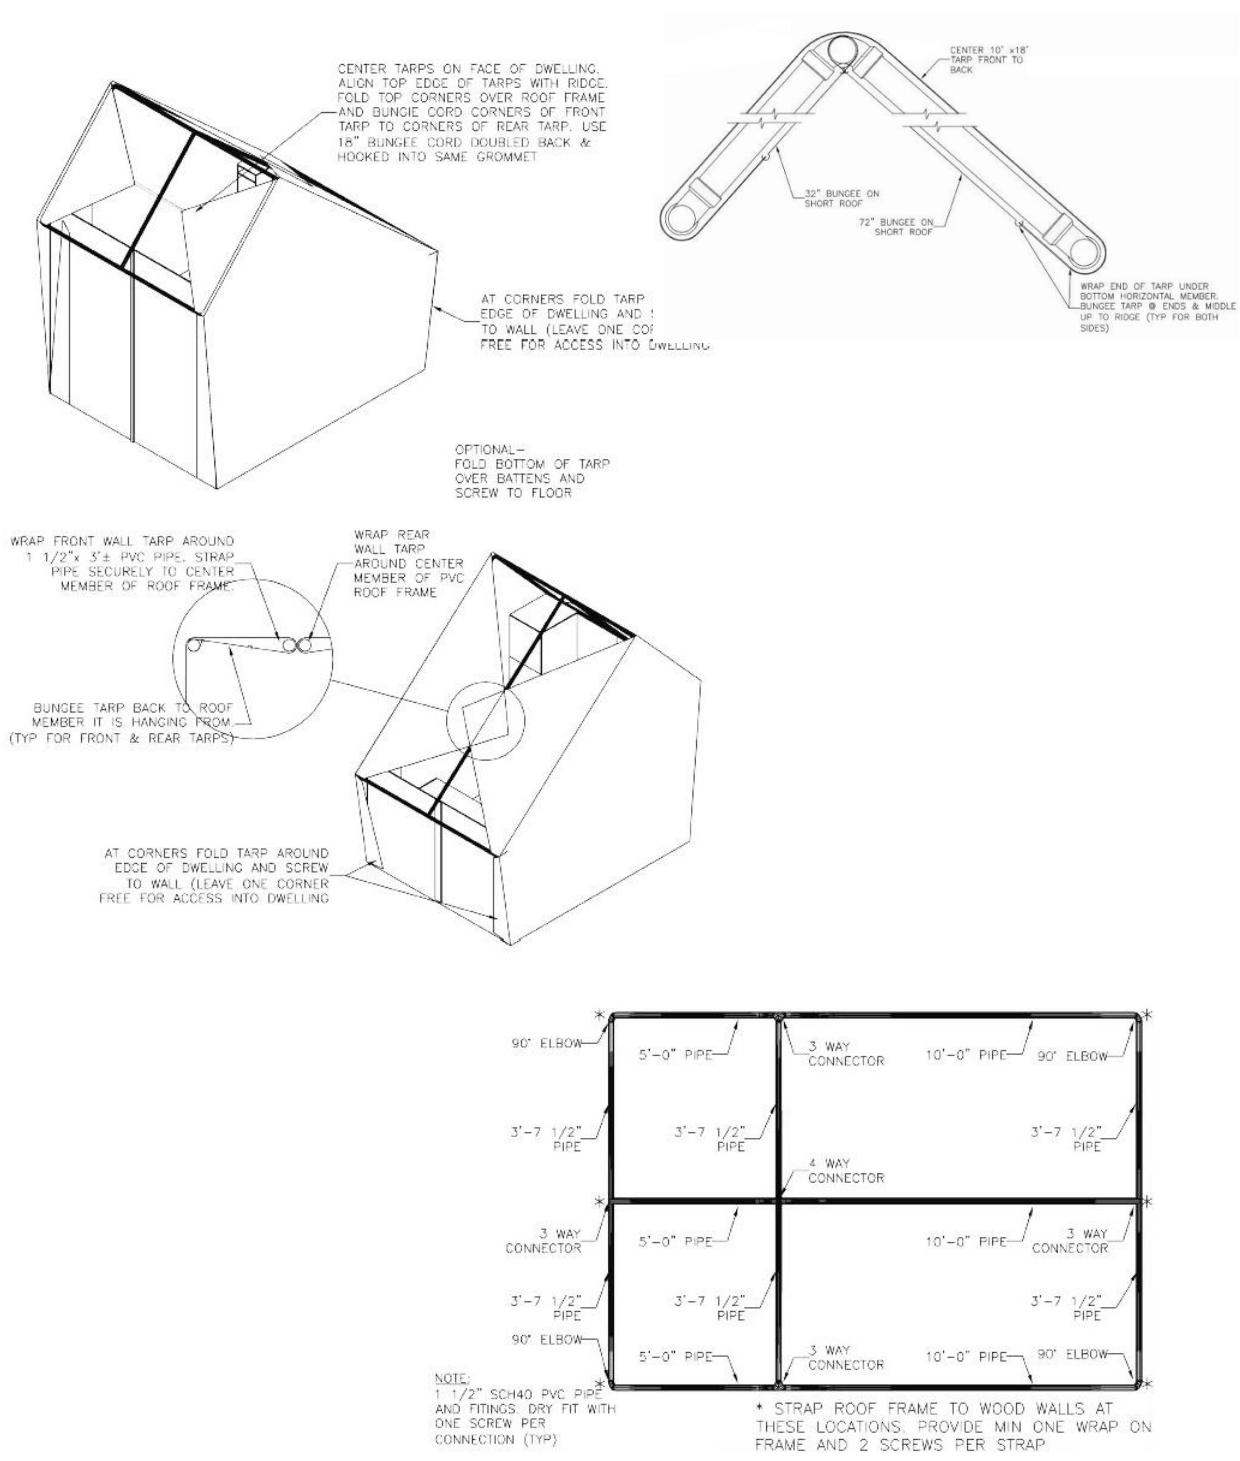 CENTER TARPS ON FACE OF DWELLING.
ALIGN TOP EDGE OF TARPS WITH RIDGE.
FOLD TOP CORNERS OVER ROOF FRAME
AND BUNGIE CORD CORNERS OF FRONT
TARP TO CORNERS OF REAR TARP. USE
18" BUNGEE CORD DOUBLED BACK &
HOOKED INTO SAME GROMMET
CENTER 10' x18'
TARP FRONT TO
BACK
32" BUNGEE ON
SHORT ROOF
72" BUNGEE ON
SHORT ROOF
WRAP END OF TARP UNDER
BOTTOM HORIZONTAL MEMBER.
BUNGEE TARP @ ENDS & MIDDLE
UP TO RIDGE (TYP FOR BOTH
SIDES)
AT CORNERS FOLD TARP
EDGE OF DWELLING AND
TO WALL (LEAVE ONE
FREE FOR ACCESS INTO DWELLING
OPTIONAL-
FOLD BOTTOM OF TARP
OVER BATTENS AND
SCREW TO FLOOR
WRAP FRONT WALL TARP AROUND
1 1/2"x 3'± PVC PIPE. STRAP
PIPE SECURELY TO CENTER
MEMBER OF ROOF FRAME.
WRAP REAR
WALL TARP
AROUND CENTER
MEMBER OF PVC
ROOF FRAME
BUNGEE TARP BACK TO ROOF
MEMBER IT IS HANGING FROM.
(TYP FOR FRONT & REAR TARPS)
AT CORNERS FOLD TARP AROUND
EDGE OF DWELLING AND SCREW
TO WALL (LEAVE ONE CORNER
FREE FOR ACCESS INTO DWELLING
* *
90° ELBOW
5'-0" PIPE
3 WAY
CONNECTOR
10'-0" PIPE
90° ELBOW
3'-7 1/2"
PIPE
3'-7 1/2"
PIPE
3'-7 1/2"
PIPE
4 WAY
CONNECTOR
* *
3 WAY
CONNECTOR
5'-0" PIPE
10'-0" PIPE
3 WAY
CONNECTOR
3'-7 1/2"
PIPE
3'-7 1/2"
PIPE
3'-7 1/2"
PIPE
90° ELBOW
5'-0" PIPE
3 WAY
CONNECTOR
10'-0" PIPE
90° ELBOW
* *
NOTE:
1 1/2" SCH40 PVC PIPE
AND FITINGS. DRY FIT WITH
ONE SCREW PER
CONNECTION (TYP)
* STRAP ROOF FRAME TO WOOD WALLS AT
THESE LOCATIONS. PROVIDE MIN ONE WRAP ON
FRAME AND 2 SCREWS PER STRAP